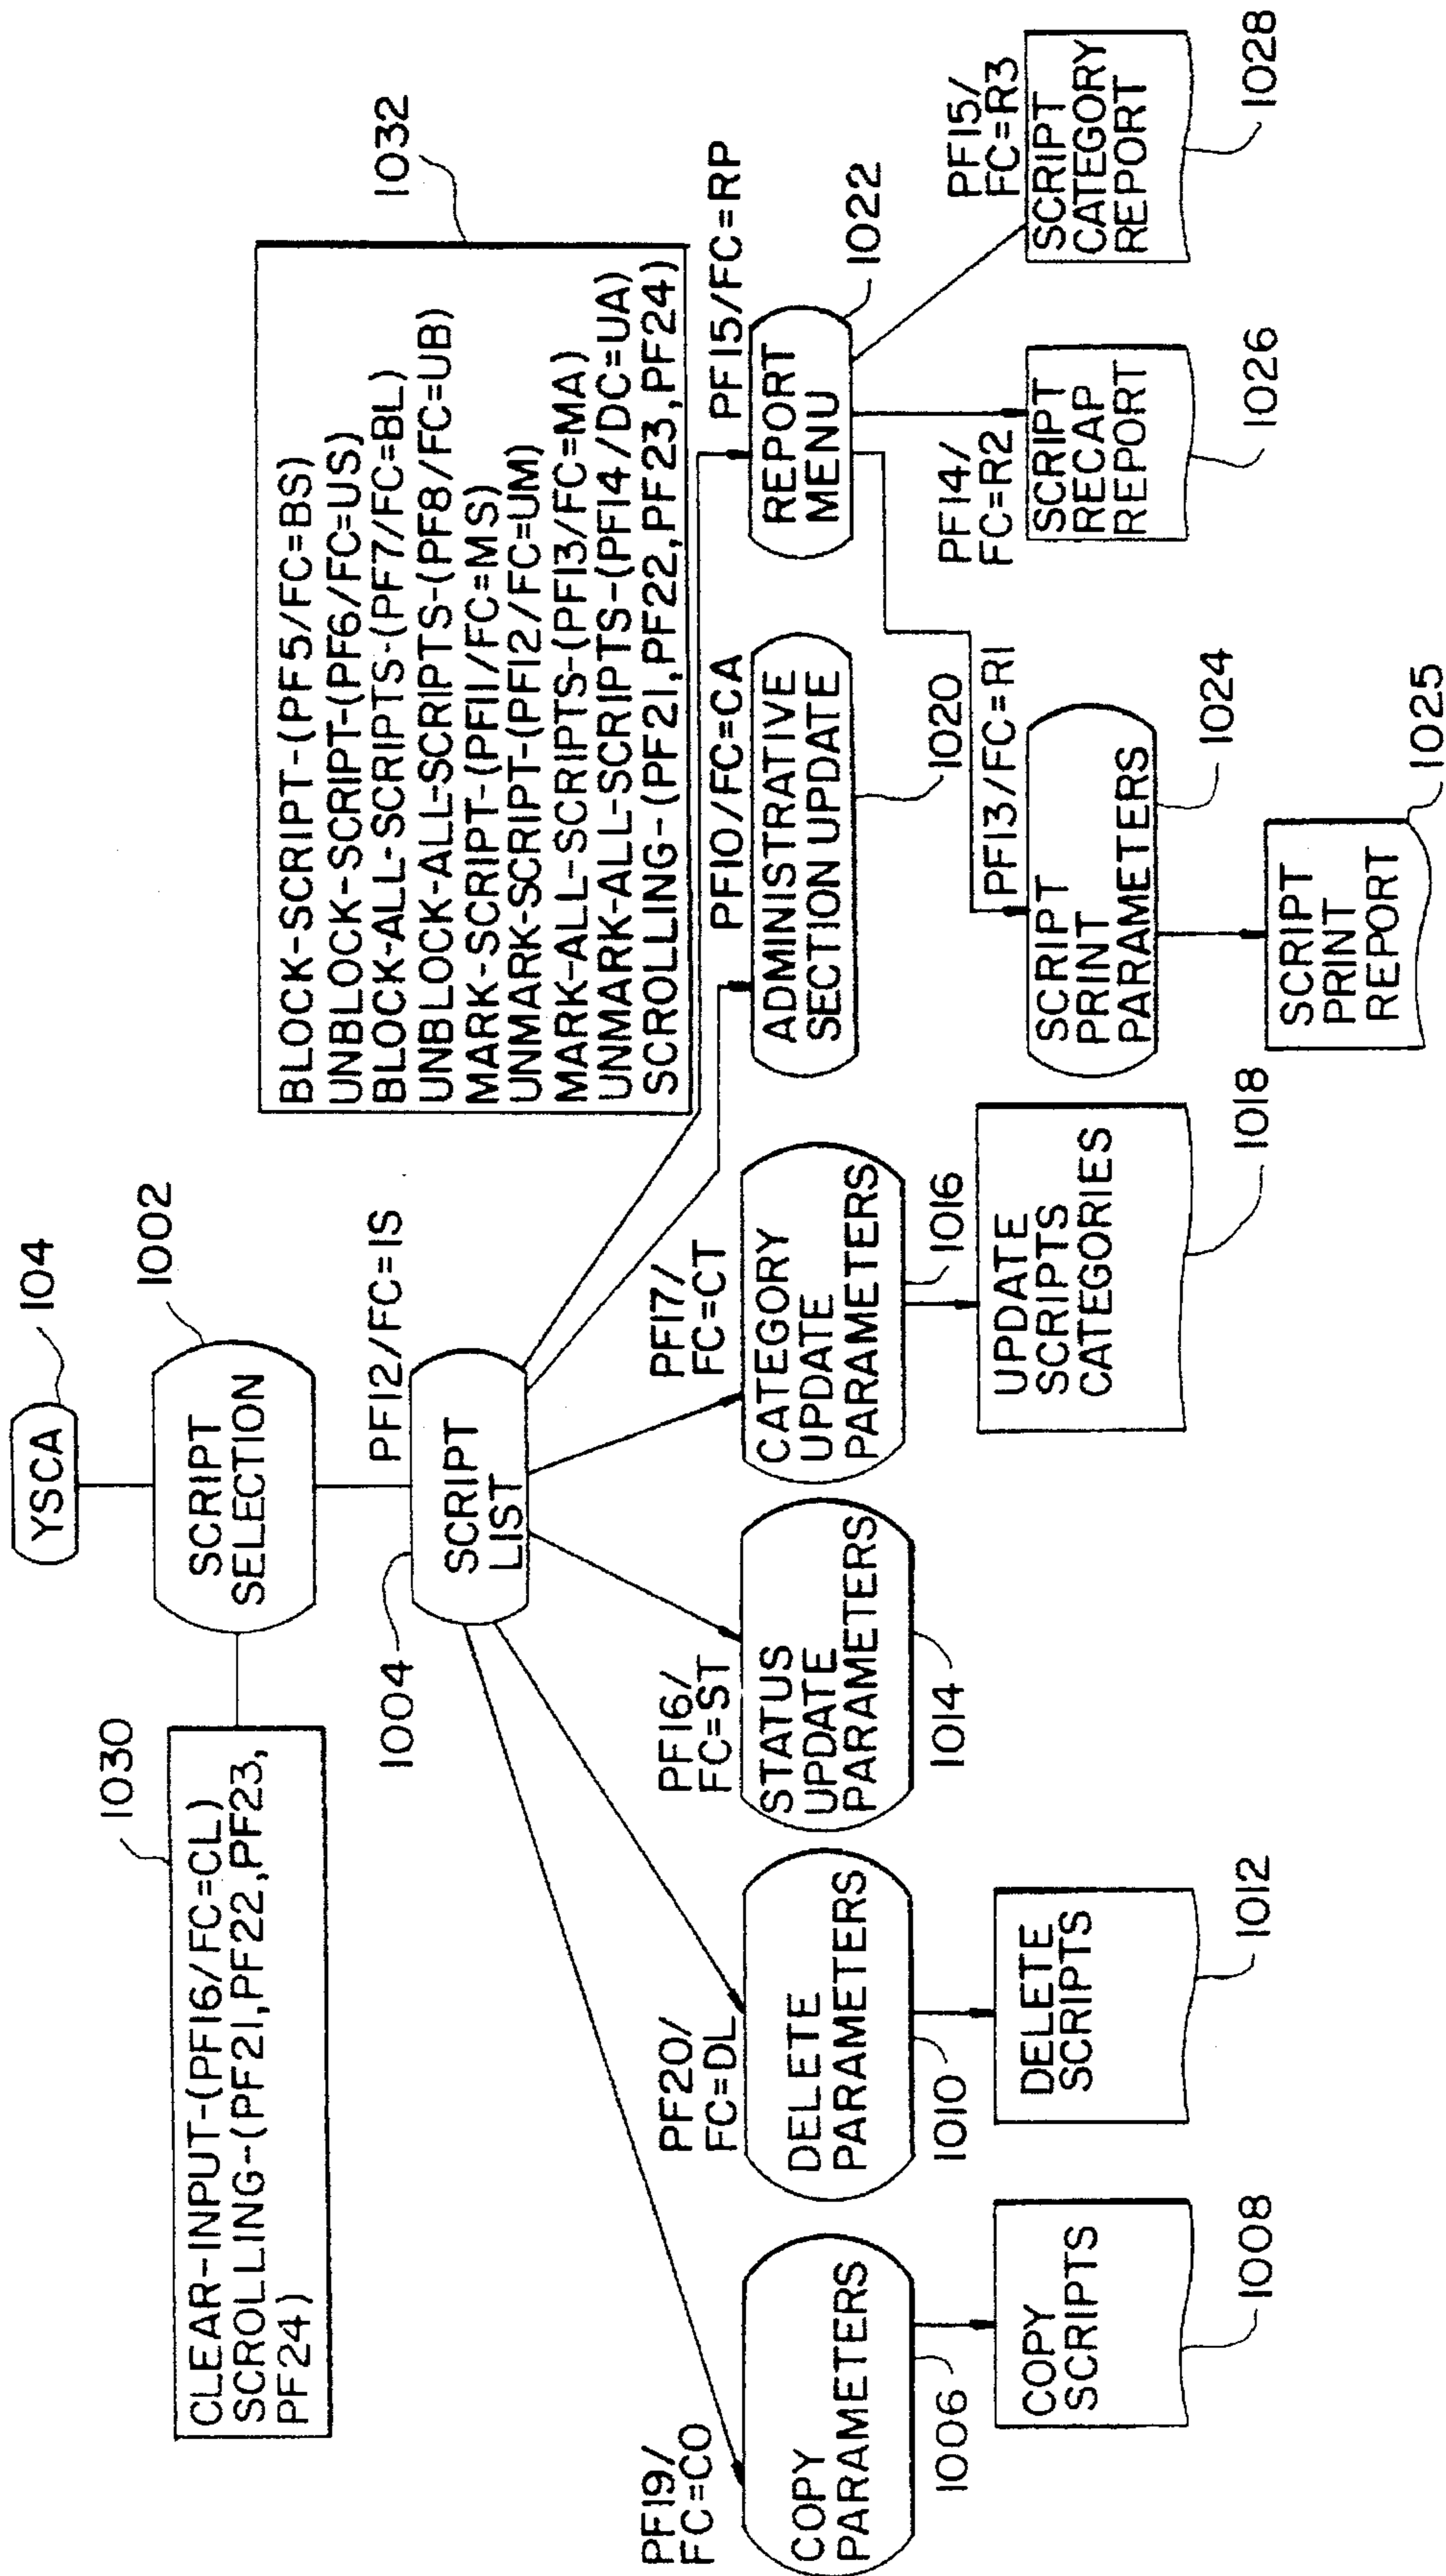 YSCA
104
SCRIPT
SELECTION
1002
1030
CLEAR-INPUT-(PF16/FC=CL)
SCROLLING-(PF21,PF22,PF23,
PF24)
PF12/FC=IS
1004
SCRIPT
LIST
1032
BLOCK-SCRIPT-(PF5/FC=BS)
UNBLOCK-SCRIPT-(PF6/FC=US)
BLOCK-ALL-SCRIPTS-(PF7/FC=BL)
UNBLOCK-ALL-SCRIPTS-(PF8/FC=UB)
MARK-SCRIPT-(PF11/FC=MS)
UNMARK-SCRIPT-(PF12/FC=UM)
MARK-ALL-SCRIPTS-(PF13/FC=MA)
UNMARK-ALL-SCRIPTS-(PF14/DC=UA)
SCROLLING-(PF21,PF22,PF23,PF24)
PF19/
FC=CO
COPY
PARAMETERS
1006
COPY
SCRIPTS
1008
PF20/
FC=DL
DELETE
PARAMETERS
1010
DELETE
SCRIPTS
1012
PF16/
FC=ST
STATUS
UPDATE
PARAMETERS
1014
PF17/
FC=CT
CATEGORY
UPDATE
PARAMETERS
1016
UPDATE
SCRIPTS
CATEGORIES
1018
PF10/FC=CA
ADMINISTRATIVE
SECTION UPDATE
1020
PF15/FC=RP
REPORT
MENU
1022
PF13/FC=R1
SCRIPT
PRINT
PARAMETERS
1024
SCRIPT
PRINT
REPORT
1025
PF14/
FC=R2
SCRIPT
RECAP
REPORT
1026
PF15/
FC=R3
SCRIPT
CATEGORY
REPORT
1028